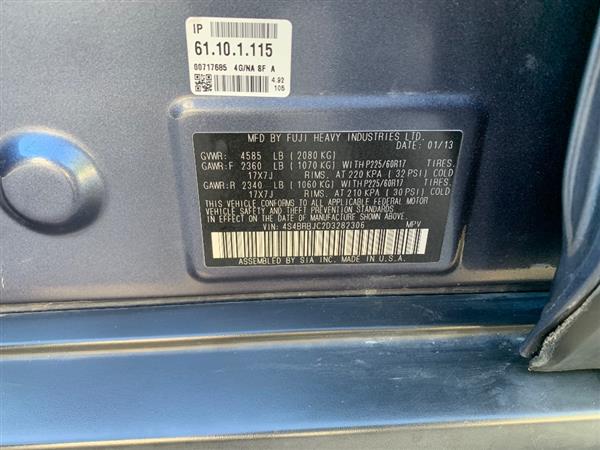 IP
61.10.1.115
00717685 4G/NA SF A
4.92
105
MFD BY FUJI HEAVY INDUSTRIES LTD.
DATE: 01/13
GVWR: 4585 LB (2080 KG)
GAWR:F 2360 LB (1070 KG) WITH P225/60R17 TIRES.
17X7J RIMS. AT 220 KPA (32 PSI) COLD
GAWR:R 2340 LB (1060 KG) WITH P225/60R17 TIRES.
17X7J RIMS. AT 210 KPA (30 PSI) COLD
THIS VEHICLE CONFORMS TO ALL APPLICABLE FEDERAL MOTOR
VEHICLE SAFETY AND THEFT PREVENTION STANDARDS IN
EFFECT ON THE DATE OF MANUFACTURE SHOWN ABOVE.
VIN: 4S4BRBJC2D3282306 MPV
ASSEMBLED BY SIA INC. MADE IN U.S.A.